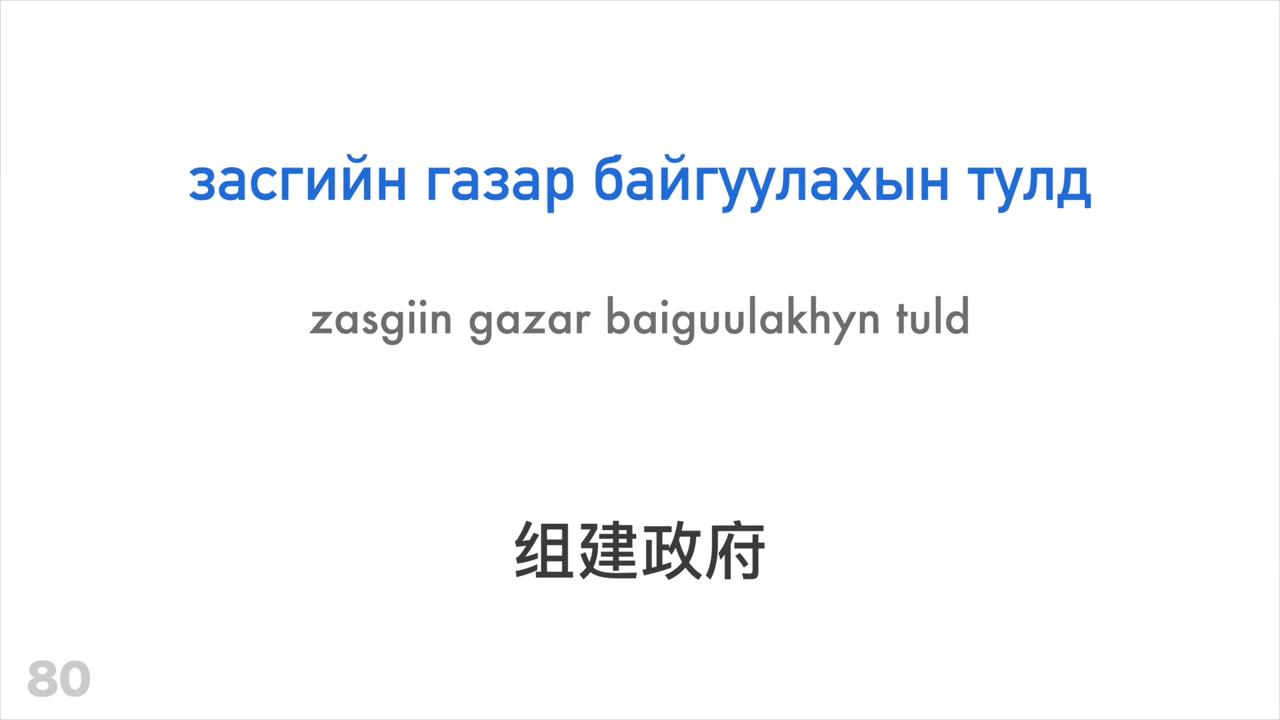 засгийн газар байгуулахын тулд
zasgiin gazar baiguulakhyn tuld
组建政府
80